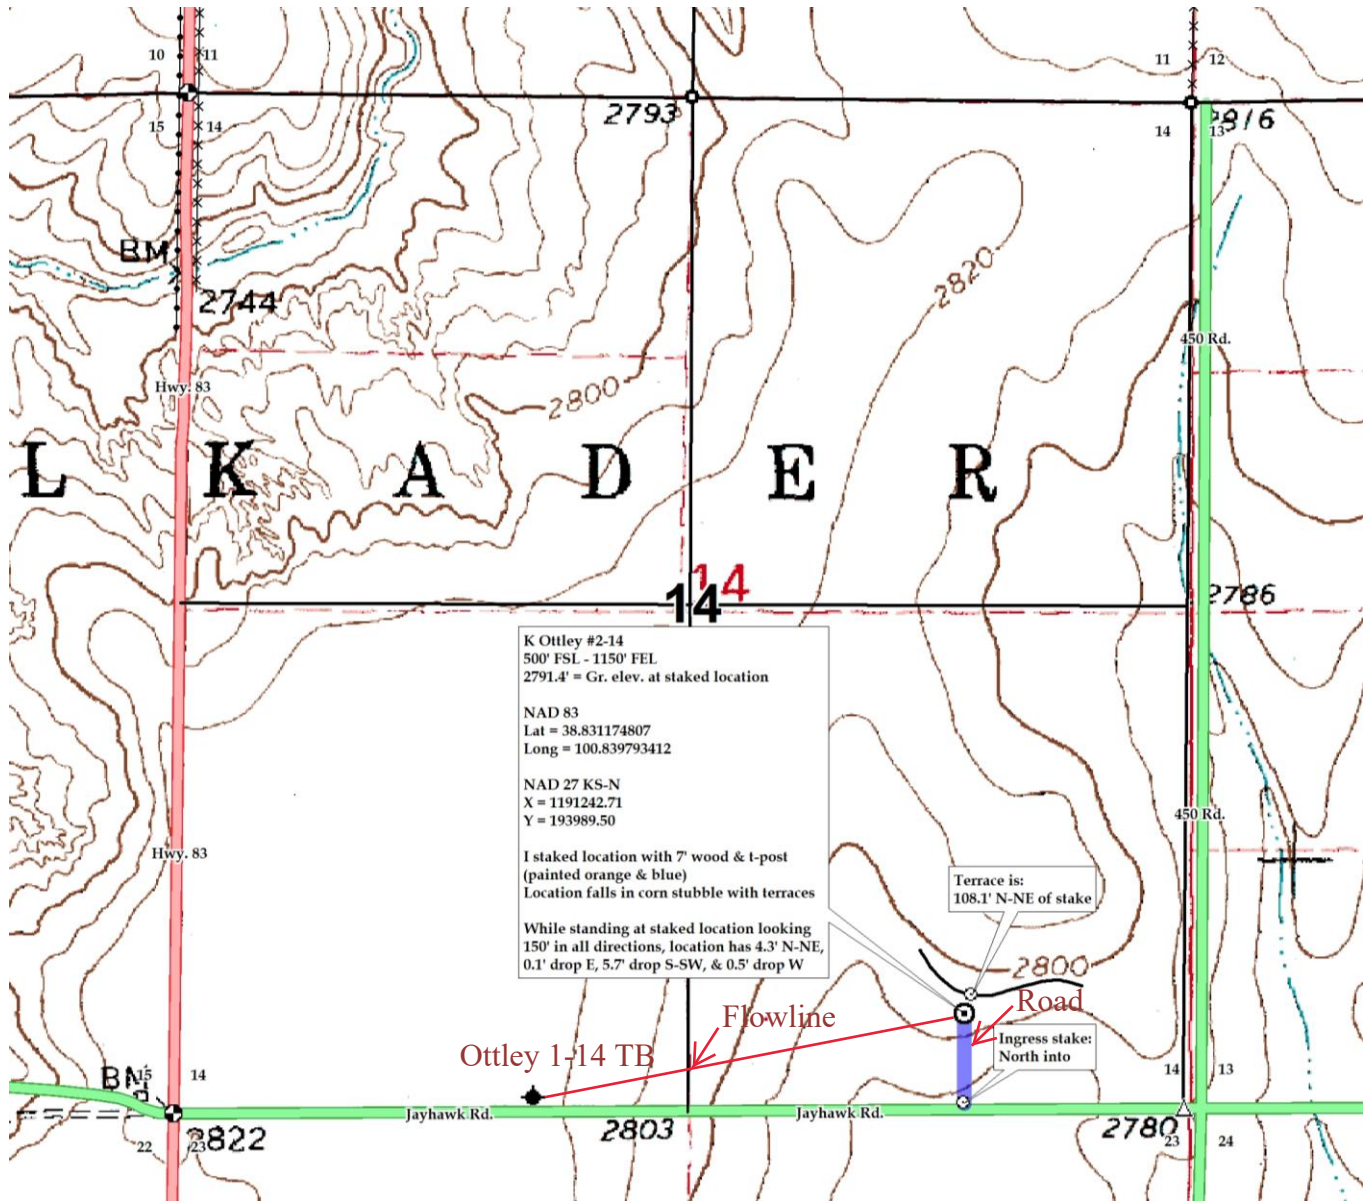 10
11
11
12
15
14
2793
14
13
BM
2744
2820
450 Rd.
Hwy. 83
2800
L K A D E R
14
14
2786
K Ottley #2-14
500' FSL - 1150' FEL
2791.4' = Gr. elev. at staked location
NAD 83
Lat = 38.831174807
Long = 100.839793412
NAD 27 KS-N
X = 1191242.71
Y = 193989.50
I staked location with 7' wood & t-post
(painted orange & blue)
Location falls in corn stubble with terraces
While standing at staked location looking
150' in all directions, location has 4.3' N-NE,
0.1' drop E, 5.7' drop S-SW, & 0.5' drop W
450 Rd.
Hwy. 83
Terrace is:
108.1' N-NE of stake
2800
Road
Flowline
Ingress stake:
North into
Ottley 1-14 TB
BM
15
14
14
13
Jayhawk Rd.
Jayhawk Rd.
2803
2780
22
23
23
24